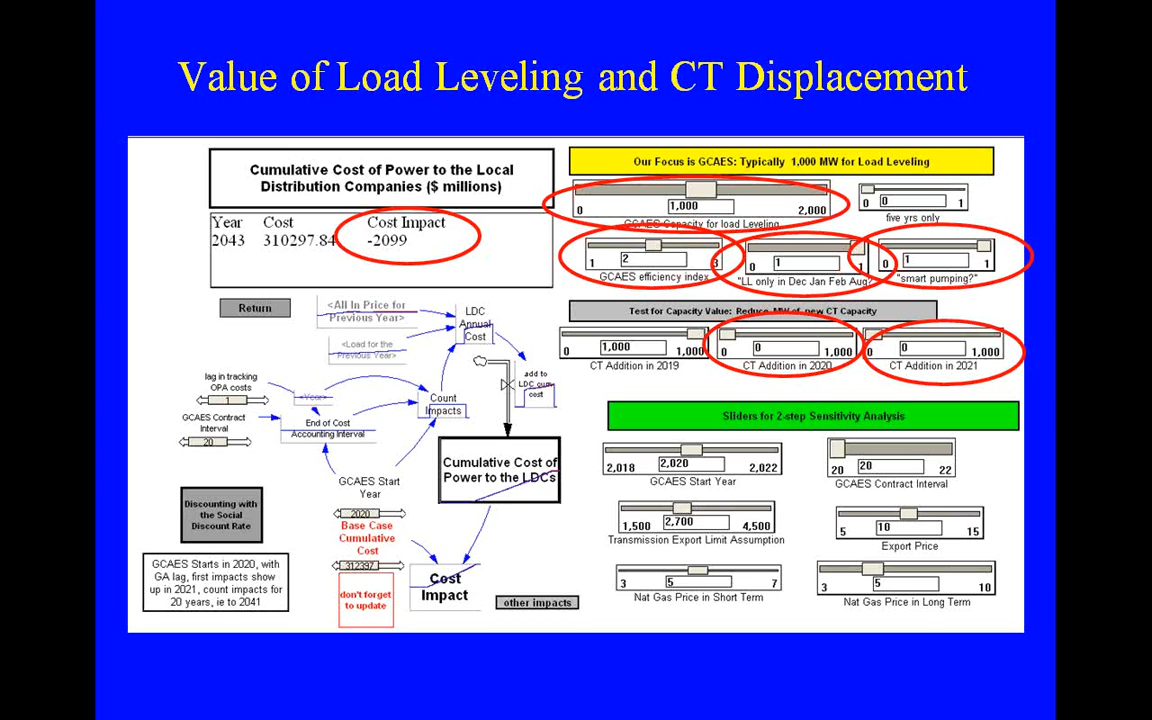 Value of Load Leveling and CT Displacement
Cumulative Cost of Power to the Local
Distribution Companies ($ millions)
Year Cost Cost Impact
2043 310297.84 -2099
Return
<All In Price for
Previous Year>
<Load for the
Previous Year>
LDC
Annual
Cost
add to
LDC cum
cost
lag in tracking
OPA costs
1
GCAES Contract
Interval
20
<Year>
End of Cost
Accounting Interval
Count
Impacts
Cumulative Cost of
Power to the LDCs
GCAES Start
Year
2020
Base Case
Cumulative
Cost
312397
don't forget
to update
Cost
Impact
Discounting with
the Social
Discount Rate
GCAES Starts in 2020, with
GA lag, first impacts show
up in 2021, count impacts for
20 years, ie to 2041
other impacts
Our Focus is GCAES: Typically 1,000 MW for Load Leveling
0 1,000 2,000
GCAES Capacity for load Leveling
0 0 1
five yrs only
1 2 3
GCAES efficiency index
0 1 1
"LL only in Dec Jan Feb Aug?"
0 1 1
"smart pumping?"
Test for Capacity Value: Reduce MW of new CT Capacity
0 1,000 1,000
CT Addition in 2019
0 0 1,000
CT Addition in 2020
0 0 1,000
CT Addition in 2021
Sliders for 2-step Sensitivity Analysis
2,018 2,020 2,022
GCAES Start Year
20 20 22
GCAES Contract Interval
1,500 2,700 4,500
Transmission Export Limit Assumption
5 10 15
Export Price
3 5 7
Nat Gas Price in Short Term
3 5 10
Nat Gas Price in Long Term